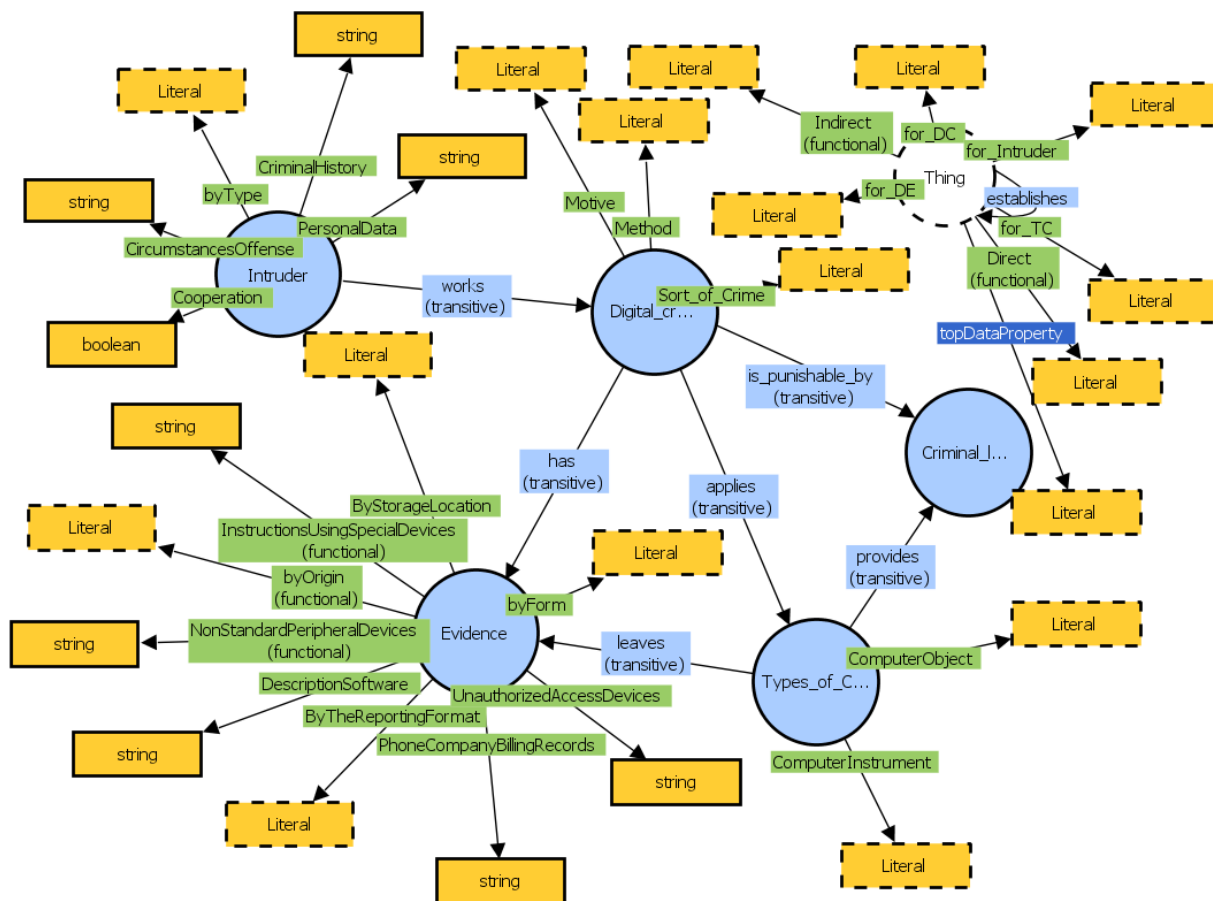 string
Literal
Literal
Literal
Literal
Literal
Literal
Indirect
(functional)
for_DC
string
for_Intruder
CriminalHistory
byType
Thing
for_DE
establishes
string
Motive
Literal
PersonalData
Method
for_TC
CircumstancesOffense
Direct
(functional)
Literal
Intruder
works
(transitive)
Sort_of_Crime
Literal
Cooperation
Digital_cr...
topDataProperty
boolean
Literal
is_punishable_by
(transitive)
Literal
string
has
(transitive)
Criminal_l...
applies
(transitive)
ByStorageLocation
Literal
Literal
InstructionsUsingSpecialDevices
(functional)
Literal
provides
(transitive)
byOrigin
(functional)
byForm
Literal
string
NonStandardPeripheralDevices
(functional)
Evidence
leaves
(transitive)
ComputerObject
DescriptionSoftware
Types_of_C...
UnauthorizedAccessDevices
ByTheReportingFormat
PhoneCompanyBillingRecords
string
ComputerInstrument
string
Literal
Literal
string